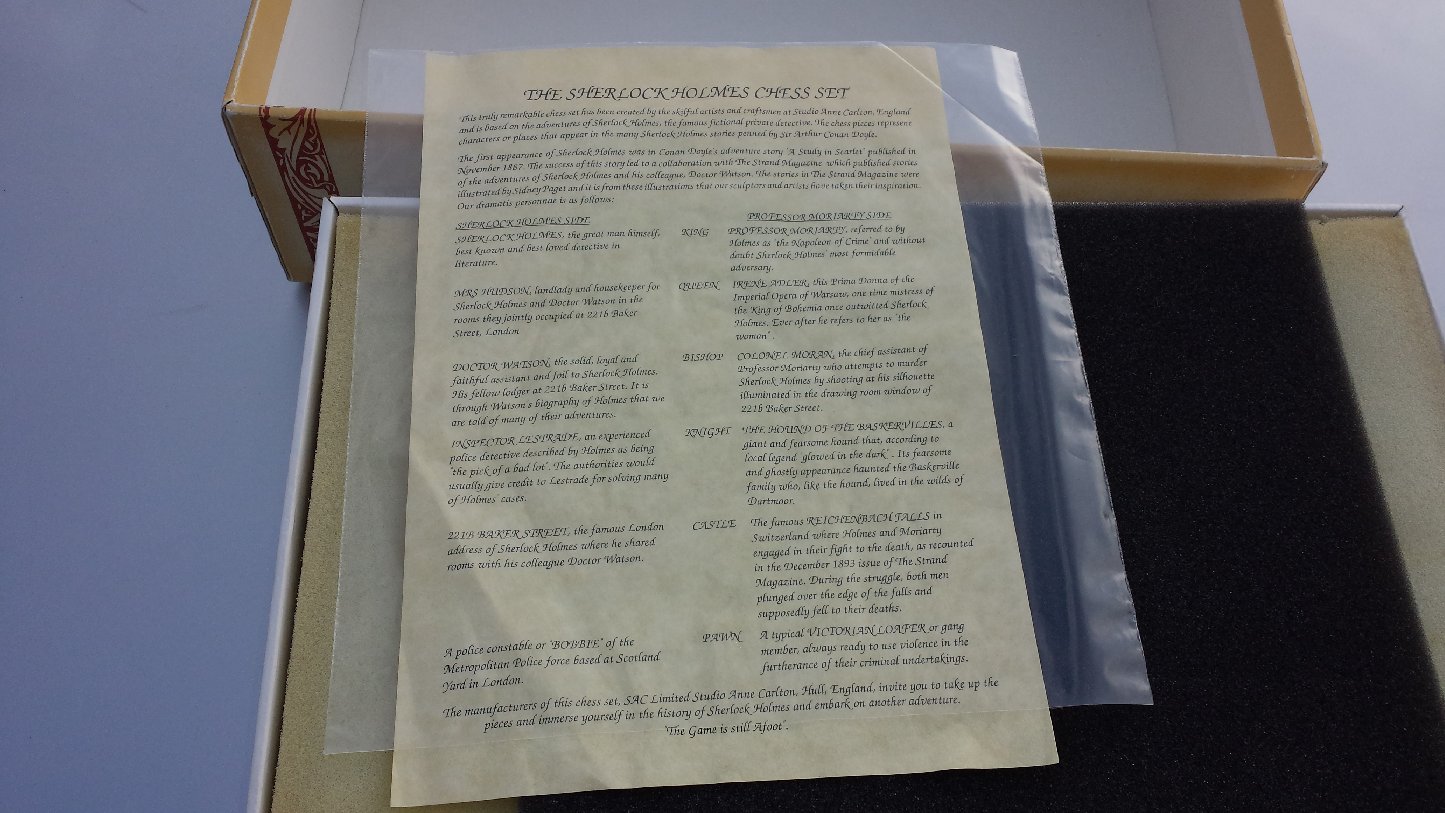 THE SHERLOCK HOLMES CHESS SET
This truly remarkable chess set has been created by the skilful artists and craftsmen at Studio Anne Carlton, England
and is based on the adventures of Sherlock Holmes, the famous fictional private detective. The chess pieces represent
characters or places that appear in the many Sherlock Holmes stories penned by Sir Arthur Conan Doyle.
The first appearance of Sherlock Holmes was in Conan Doyle's adventure story 'A Study in Scarlet' published in
November 1887. The success of this story led to a collaboration with 'The Strand Magazine' which published stories
of the adventures of Sherlock Holmes and his colleague, Doctor Watson. The stories in The Strand Magazine were
illustrated by Sidney Paget and it is from these illustrations that our sculptors and artists have taken their inspiration.
Our dramatis personnae is as follows:
SHERLOCK HOLMES SIDE
SHERLOCK HOLMES, the great man himself,
best known and best loved detective in
literature.
KING
PROFESSOR MORIARTY SIDE
PROFESSOR MORIARTY, referred to by
Holmes as 'the Napoleon of Crime' and without
doubt Sherlock Holmes' most formidable
adversary.
MRS HUDSON, landlady and housekeeper for
Sherlock Holmes and Doctor Watson in the
rooms they jointly occupied at 221b Baker
Street, London
QUEEN
IRENE ADLER, this Prima Donna of the
Imperial Opera of Warsaw, one time mistress of
the King of Bohemia once outwitted Sherlock
Holmes. Ever after he refers to her as 'the
woman' .
DOCTOR WATSON, the solid, loyal and
faithful assistant and foil to Sherlock Holmes.
His fellow lodger at 221b Baker Street. It is
through Watson's biography of Holmes that we
are told of many of their adventures.
BISHOP
COLONEL MORAN, the chief assistant of
Professor Moriarty who attempts to murder
Sherlock Holmes by shooting at his silhouette
illuminated in the drawing room window of
221b Baker Street.
INSPECTOR LESTRADE, an experienced
police detective described by Holmes as being
'the pick of a bad lot'. The authorities would
usually give credit to Lestrade for solving many
of Holmes' cases.
KNIGHT
'THE HOUND OF THE BASKERVILLES, a
giant and fearsome hound that, according to
local legend 'glowed in the dark' . Its fearsome
and ghostly appearance haunted the Baskerville
family who, like the hound, lived in the wilds of
Dartmoor.
221B BAKER STREET, the famous London
address of Sherlock Holmes where he shared
rooms with his colleague Doctor Watson.
CASTLE
The famous REICHENBACH FALLS in
Switzerland where Holmes and Moriarty
engaged in their fight to the death, as recounted
in the December 1893 issue of The Strand
Magazine. During the struggle, both men
plunged over the edge of the falls and
supposedly fell to their deaths.
A police constable or "BOBBIE" of the
Metropolitan Police force based at Scotland
Yard in London.
PAWN
A typical VICTORIAN LOAFER or gang
member, always ready to use violence in the
furtherance of their criminal undertakings.
The manufacturers of this chess set, SAC Limited Studio Anne Carlton, Hull, England, invite you to take up the
pieces and immerse yourself in the history of Sherlock Holmes and embark on another adventure.
'The Game is still Afoot'.